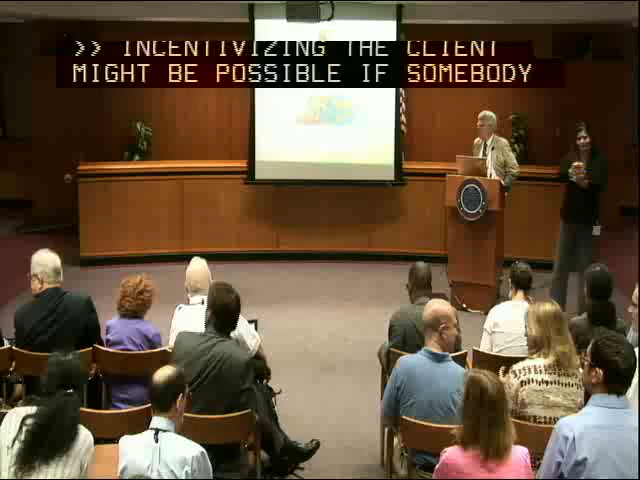 >> INCENTIVIZING THE CLIENT
MIGHT BE POSSIBLE IF SOMEBODY